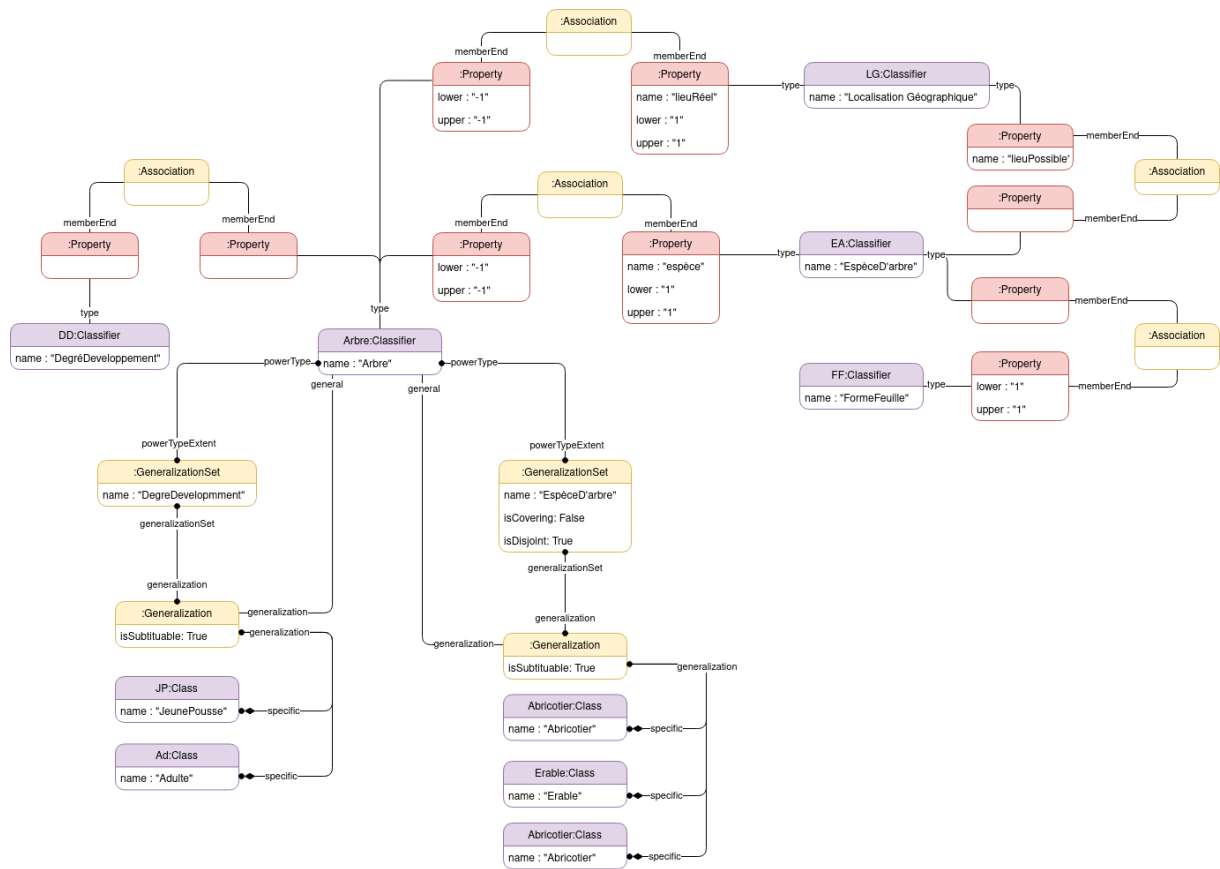 :Association
memberEnd
memberEnd
:Property
lower : "-1"
upper : "-1"
:Property
name : "lieuRéel"
lower : "1"
upper : "1"
type
LG:Classifier
name : "Localisation Géographique"
type
:Property
name : "lieuPossible'
memberEnd
:Association
:Property
memberEnd
:Association
memberEnd
memberEnd
:Property
:Property
type
DD:Classifier
name : "DegréDeveloppement"
:Association
memberEnd
memberEnd
:Property
lower : "-1"
upper : "-1"
:Property
name : "espèce"
lower : "1"
upper : "1"
type
EA:Classifier
name : "EspèceD'arbre"
type
:Property
memberEnd
:Association
FF:Classifier
name : "FormeFeuille"
type
:Property
lower : "1"
upper : "1"
memberEnd
type
Arbre:Classifier
name : "Arbre"
powerType
general
general
powerType
powerTypeExtent
:GeneralizationSet
name : "DegreDevelopmment"
generalizationSet
generalization
:Generalization
isSubtituable: True
generalization
generalization
JP:Class
name : "JeunePousse"
specific
Ad:Class
name : "Adulte"
specific
powerTypeExtent
:GeneralizationSet
name : "EspèceD'arbre"
isCovering: False
isDisjoint: True
generalizationSet
generalization
generalization
:Generalization
isSubtituable: True
generalization
Abricotier:Class
name : "Abricotier"
specific
Erable:Class
name : "Erable"
specific
Abricotier:Class
name : "Abricotier"
specific